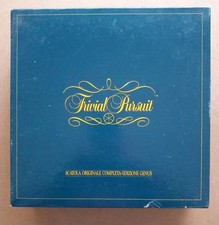 Trivial Pursuit
SCATOLA ORIGINALE COMPLETA-EDIZIONE GENUS